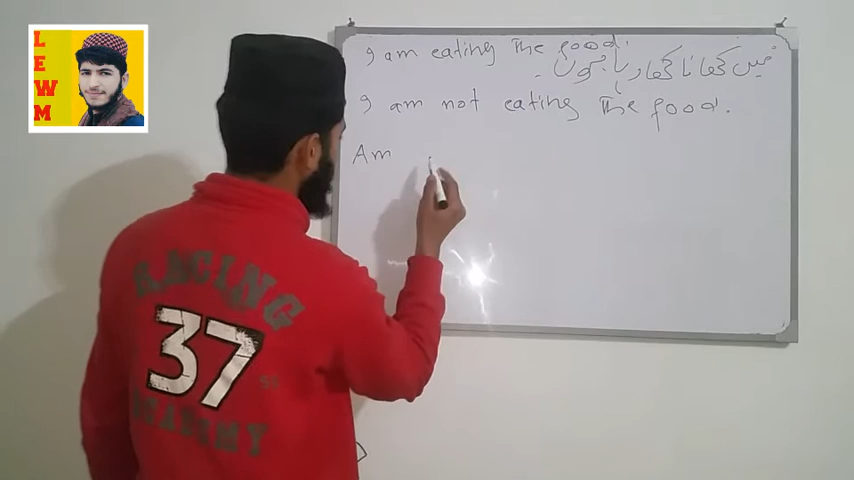 L
E
W
M
I am eating The food.
میں کھانا کھا رہا ہوں۔
I am not eating The food.
Am
RACING
37
ACADEMY